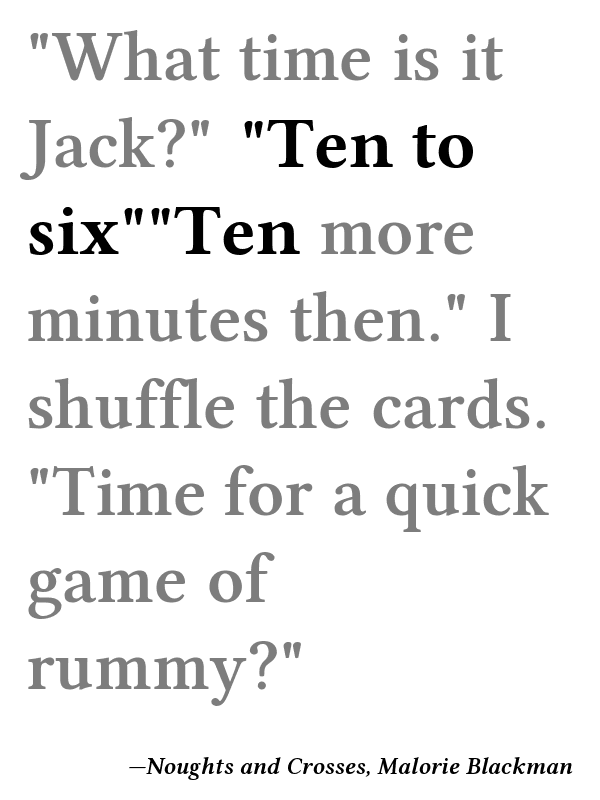 "What time is it
Jack?"  "Ten to
six""Ten more
minutes then." I
shuffle the cards.
"Time for a quick
game of
rummy?"
—Noughts and Crosses, Malorie Blackman